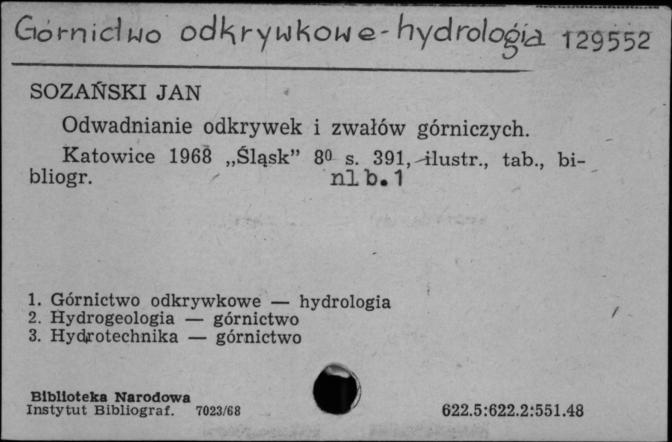 Górnictwo odkrywkowe - hydrologia 129552
SOZAŃSKI JAN
Odwadnianie odkrywek i zwałów górniczych.
Katowice 1968 „Śląsk” 8⁰ s. 391, ilustr., tab., bi-
bliogr. nlb.1
1. Górnictwo odkrywkowe — hydrologia
2. Hydrogeologia — górnictwo
3. Hydrotechnika — górnictwo
Biblioteka Narodowa
Instytut Bibliograf. 7023/68 622.5:622.2:551.48